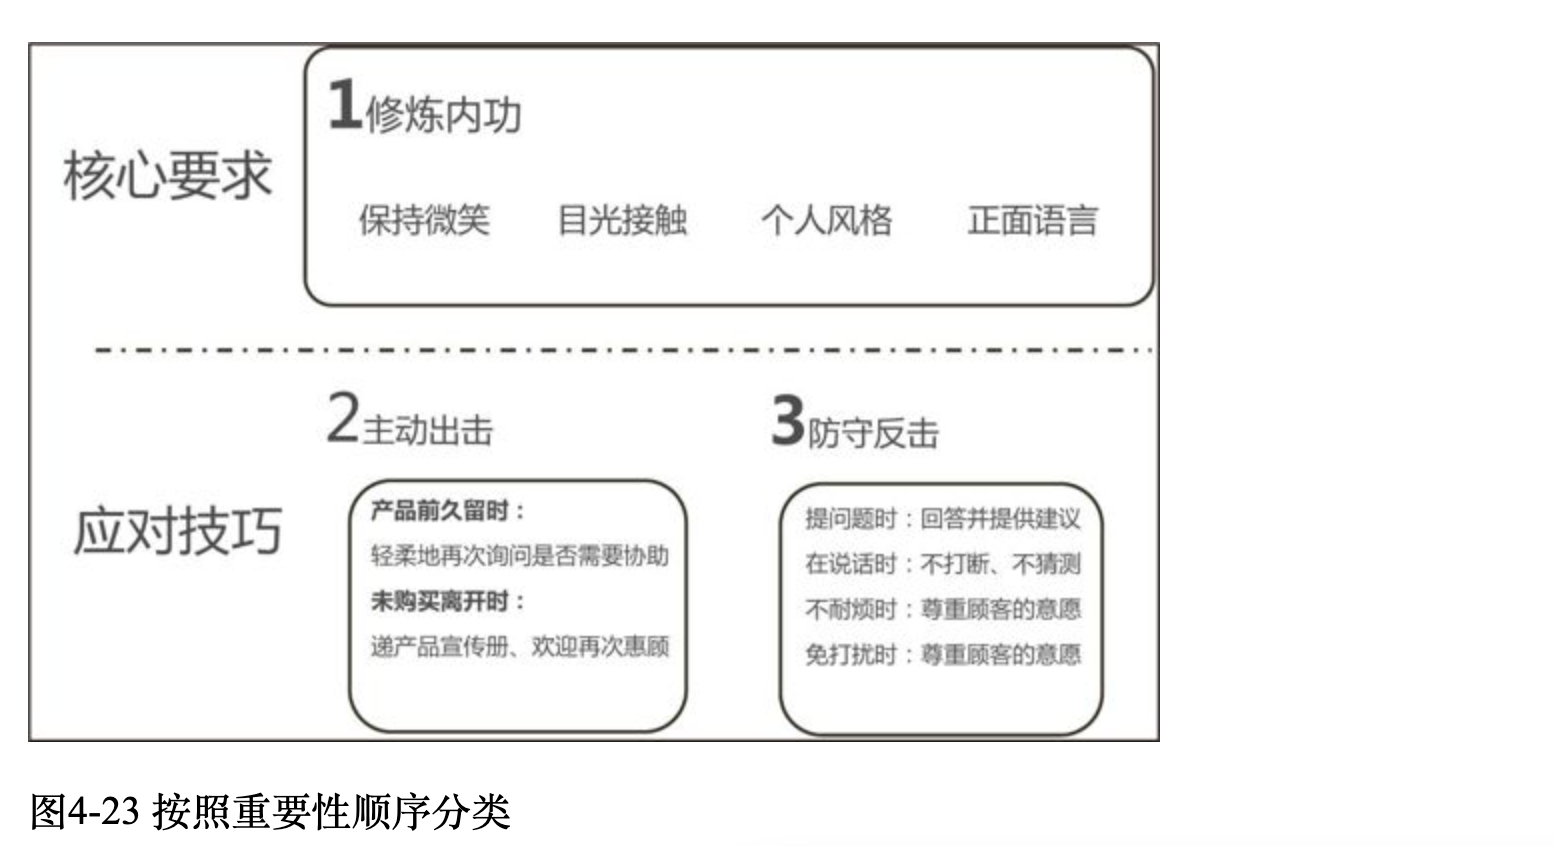 核心要求
1修炼内功
保持微笑 目光接触 个人风格 正面语言
应对技巧
2主动出击
产品前久留时：
轻柔地再次询问是否需要协助
未购买离开时：
递产品宣传册、欢迎再次惠顾
3防守反击
提问题时：回答并提供建议
在说话时：不打断、不猜测
不耐烦时：尊重顾客的意愿
免打扰时：尊重顾客的意愿
图4-23 按照重要性顺序分类